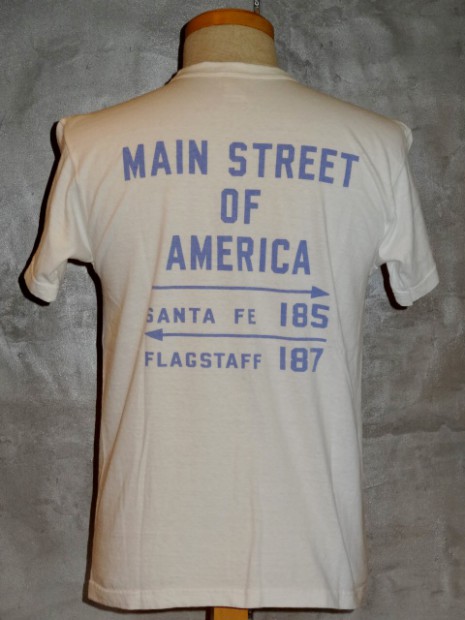 MAIN STREET
OF
AMERICA
SANTA FE 185
FLAGSTAFF 187